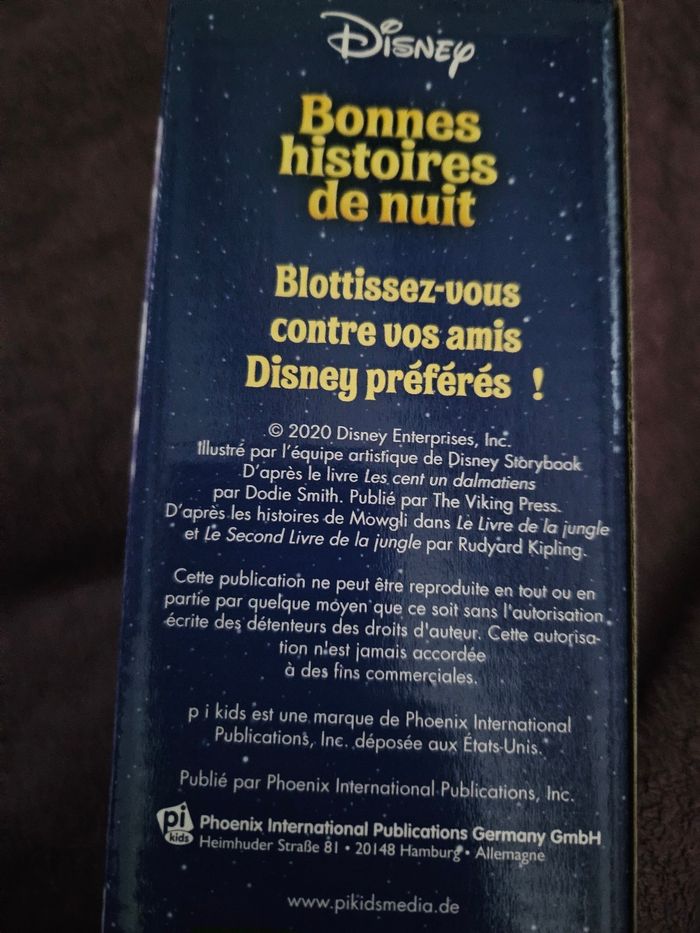 Disney
Bonnes
histoires
de nuit
Blottissez-vous
contre vos amis
Disney préférés !
© 2020 Disney Enterprises, Inc.
Illustré par l'équipe artistique de Disney Storybook
D'après le livre Les cent un dalmatiens
par Dodie Smith. Publié par The Viking Press.
D'après les histoires de Mowgli dans Le Livre de la jungle
et Le Second Livre de la jungle par Rudyard Kipling.
Cette publication ne peut être reproduite en tout ou en
partie par quelque moyen que ce soit sans l'autorisation
écrite des détenteurs des droits d'auteur. Cette autorisa-
tion n'est jamais accordée
à des fins commerciales.
p i kids est une marque de Phoenix International
Publications, Inc. déposée aux États-Unis.
Publié par Phoenix International Publications, Inc.
pi
kids
Phoenix International Publications Germany GmbH
Heimhuder Straße 81 • 20148 Hamburg • Allemagne
www.pikidsmedia.de